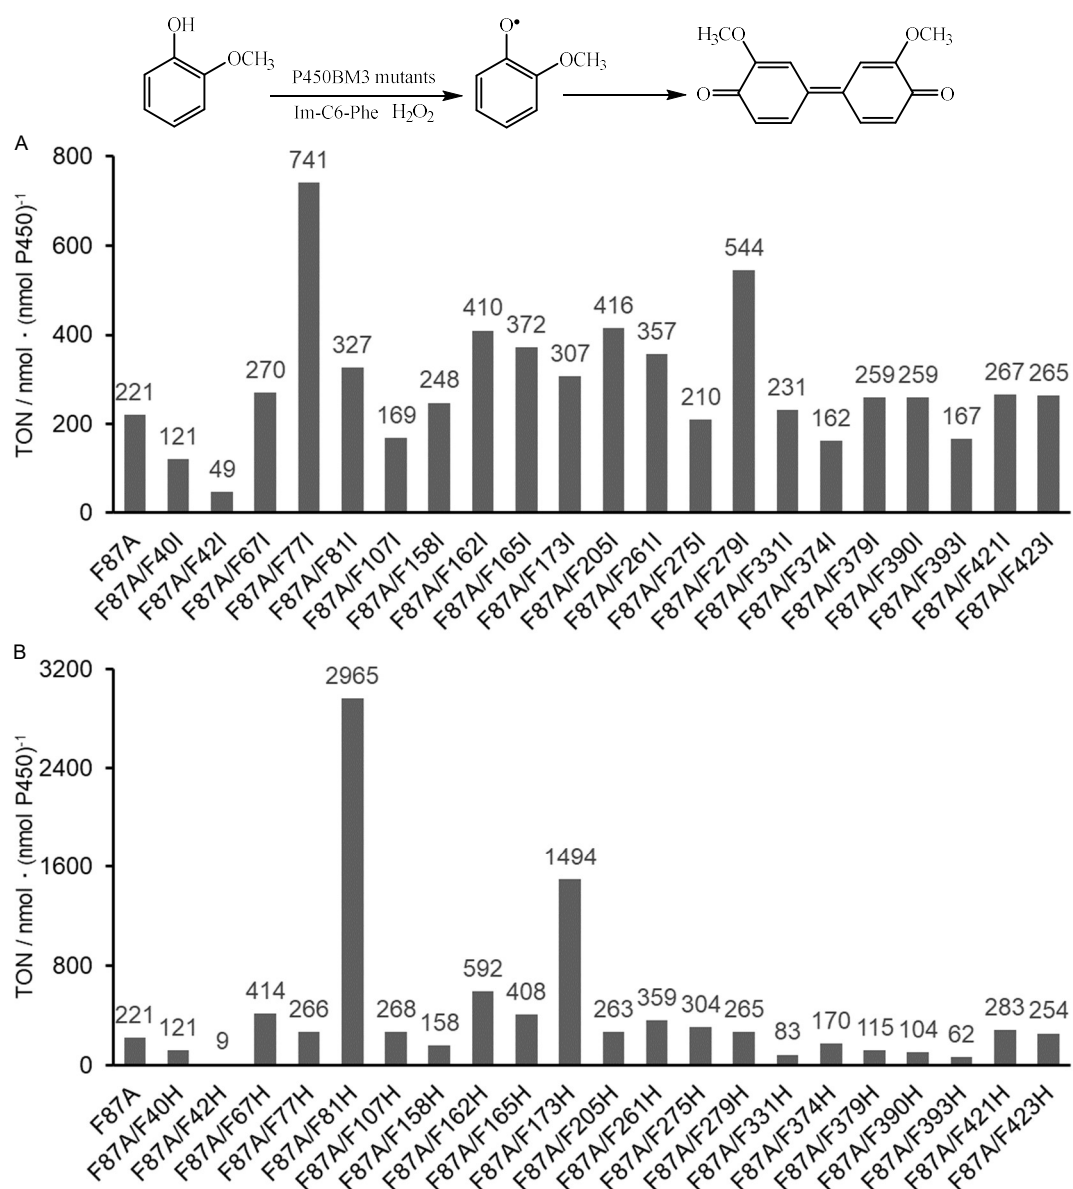 OH
OCH₃
P450BM3 mutants
Im-C6-Phe H₂O₂
O•
OCH₃
H₃CO
OCH₃
O
O
A
TON / nmol · (nmol P450)⁻¹
800
600
400
200
0
221
121
49
270
741
327
169
248
410
372
307
416
357
210
544
231
162
259
259
167
267
265
F87A
F87A/F40I
F87A/F42I
F87A/F67I
F87A/F77I
F87A/F81I
F87A/F107I
F87A/F158I
F87A/F162I
F87A/F165I
F87A/F173I
F87A/F205I
F87A/F261I
F87A/F275I
F87A/F279I
F87A/F331I
F87A/F374I
F87A/F379I
F87A/F390I
F87A/F393I
F87A/F421I
F87A/F423I
B
TON / nmol · (nmol P450)⁻¹
3200
2400
1600
800
0
221
121
9
414
266
2965
268
158
592
408
1494
263
359
304
265
83
170
115
104
62
283
254
F87A
F87A/F40H
F87A/F42H
F87A/F67H
F87A/F77H
F87A/F81H
F87A/F107H
F87A/F158H
F87A/F162H
F87A/F165H
F87A/F173H
F87A/F205H
F87A/F261H
F87A/F275H
F87A/F279H
F87A/F331H
F87A/F374H
F87A/F379H
F87A/F390H
F87A/F393H
F87A/F421H
F87A/F423H